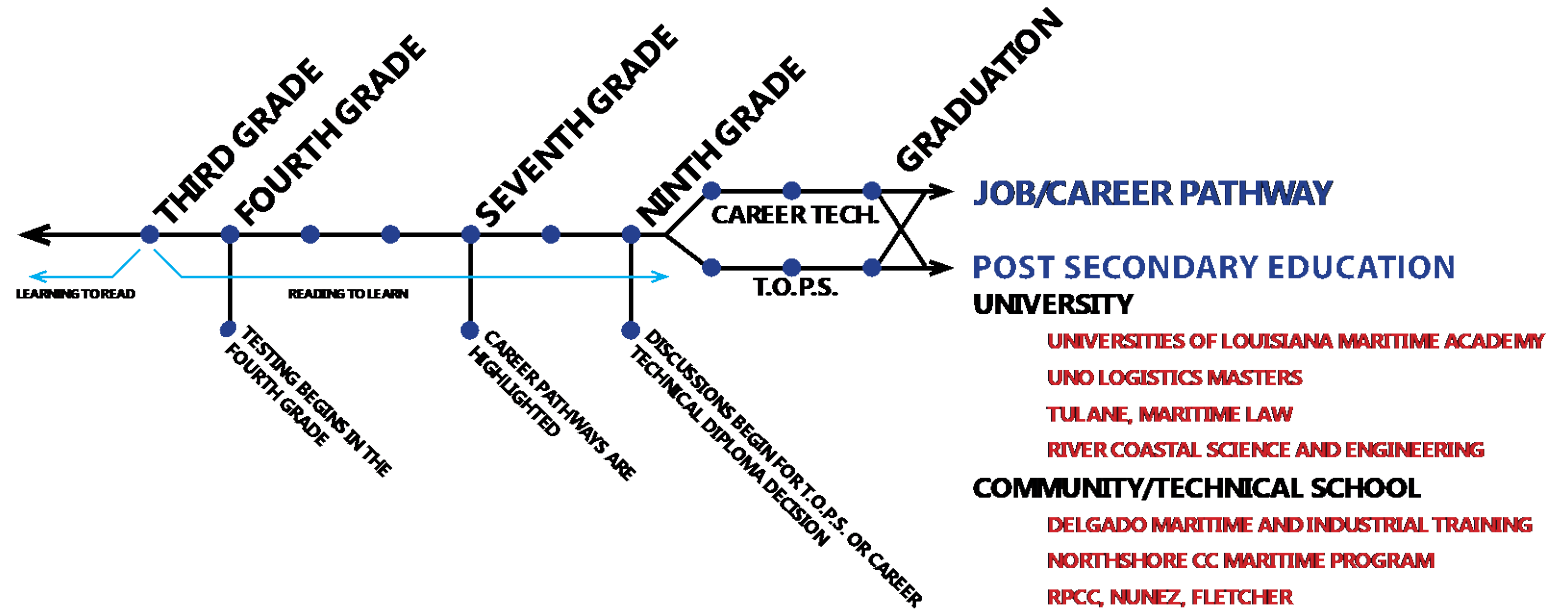 THIRD GRADE
FOURTH GRADE
SEVENTH GRADE
NINTH GRADE
GRADUATION
CAREER TECH.
T.O.P.S.
LEARNING TO READ
READING TO LEARN
TESTING BEGINS IN THE
FOURTH GRADE
CAREER PATHWAYS ARE
HIGHLIGHTED
DISCUSSIONS BEGIN FOR T.O.P.S. OR CAREER
TECHNICAL DIPLOMA DECISION
JOB/CAREER PATHWAY
POST SECONDARY EDUCATION
UNIVERSITY
UNIVERSITIES OF LOUISIANA MARITIME ACADEMY
UNO LOGISTICS MASTERS
TULANE, MARITIME LAW
RIVER COASTAL SCIENCE AND ENGINEERING
COMMUNITY/TECHNICAL SCHOOL
DELGADO MARITIME AND INDUSTRIAL TRAINING
NORTHSHORE CC MARITIME PROGRAM
RPCC, NUNEZ, FLETCHER